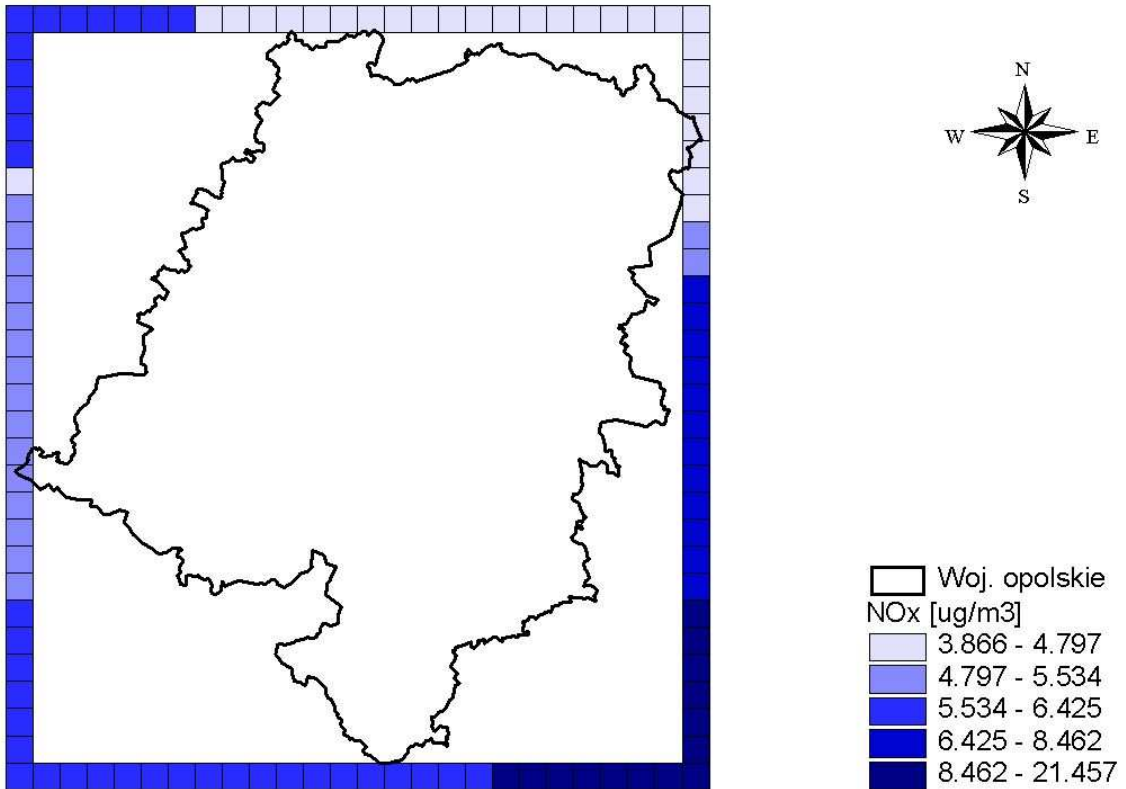 N
W E
S
Woj. opolskie
NOx [ug/m3]
3.866 - 4.797
4.797 - 5.534
5.534 - 6.425
6.425 - 8.462
8.462 - 21.457